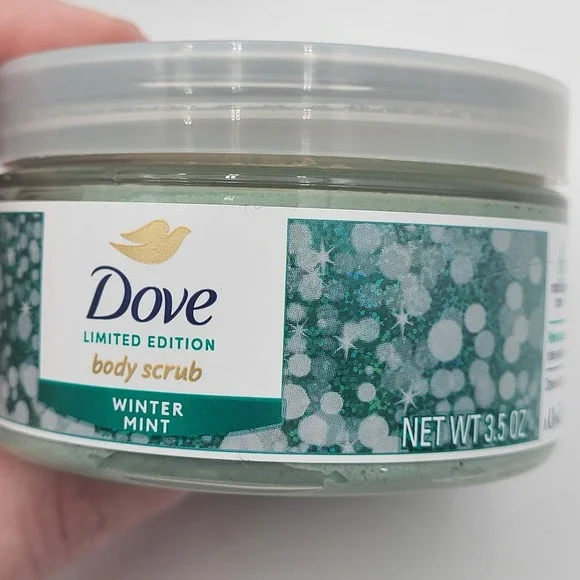 Dove
LIMITED EDITION
body scrub
WINTER
MINT
NET WT 3.5 OZ